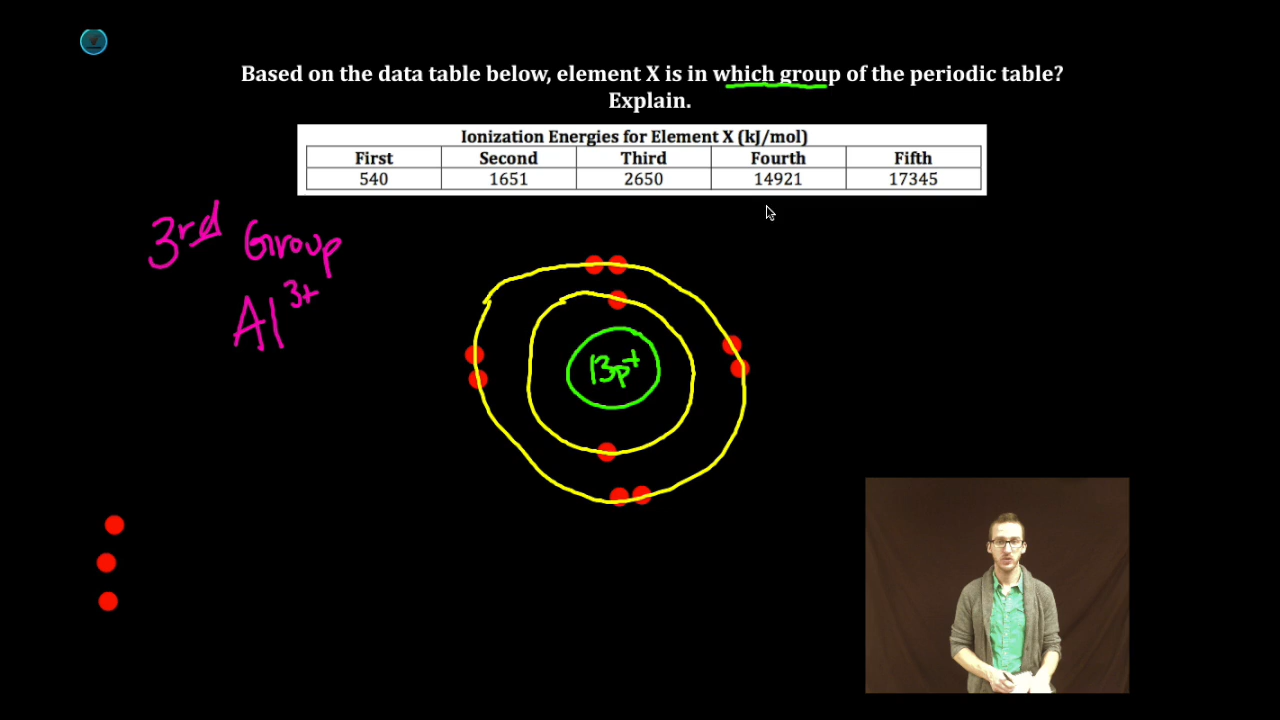 Based on the data table below, element X is in which group of the periodic table?
Explain.
Ionization Energies for Element X (kJ/mol)
First Second Third Fourth Fifth
540 1651 2650 14921 17345
3rd Group
Al3+
13p+